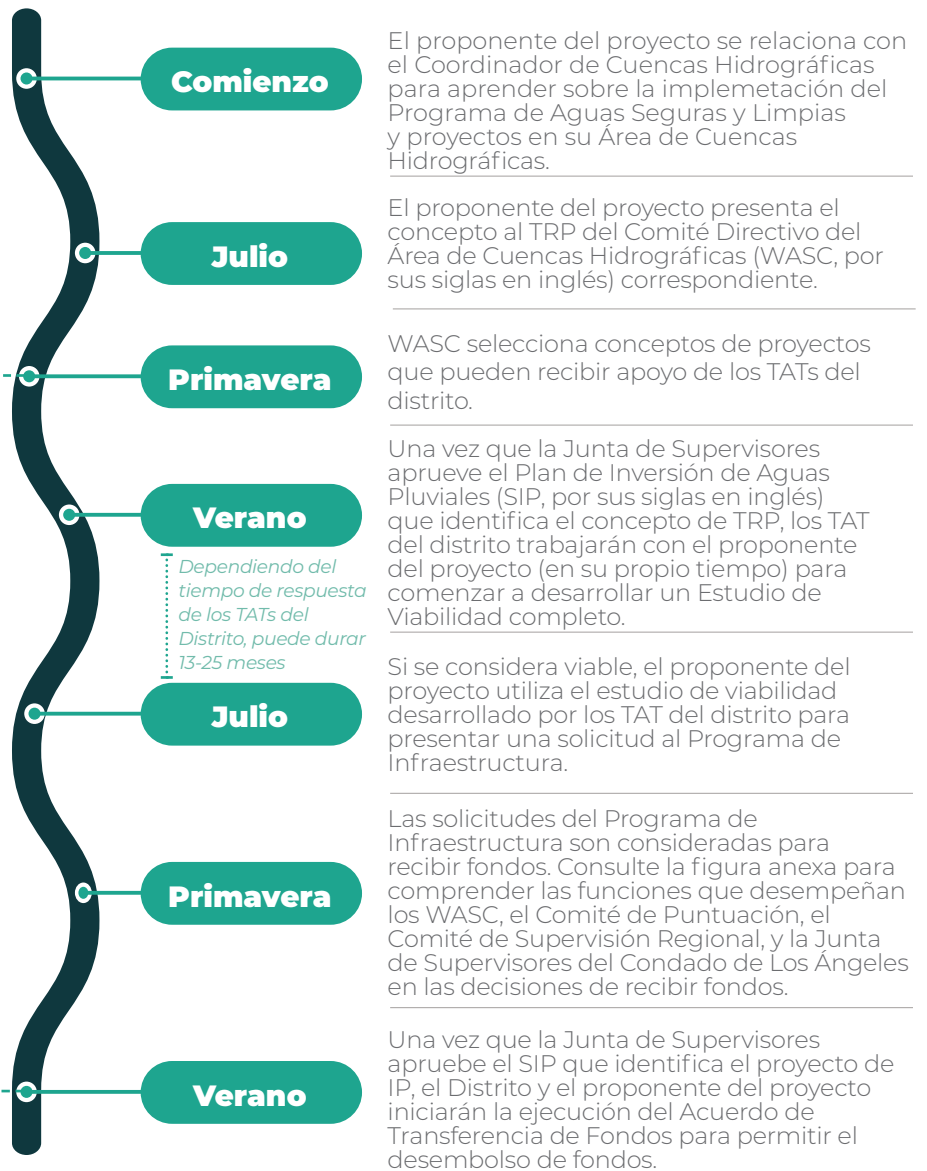 Comienzo
El proponente del proyecto se relaciona con
el Coordinador de Cuencas Hidrográficas
para aprender sobre la implemetación del
Programa de Aguas Seguras y Limpias
y proyectos en su Área de Cuencas
Hidrográficas.
Julio
El proponente del proyecto presenta el
concepto al TRP del Comité Directivo del
Área de Cuencas Hidrográficas (WASC, por
sus siglas en inglés) correspondiente.
Primavera
WASC selecciona conceptos de proyectos
que pueden recibir apoyo de los TATs del
distrito.
Verano
Una vez que la Junta de Supervisores
aprueve el Plan de Inversión de Aguas
Pluviales (SIP, por sus siglas en inglés)
que identifica el concepto de TRP, los TAT
del distrito trabajarán con el proponente
del proyecto (en su propio tiempo) para
comenzar a desarrollar un Estudio de
Viabilidad completo.
Dependiendo del
tiempo de respuesta
de los TATs del
Distrito, puede durar
13-25 meses
Julio
Si se considera viable, el proponente del
proyecto utiliza el estudio de viabilidad
desarrollado por los TAT del distrito para
presentar una solicitud al Programa de
Infraestructura.
Primavera
Las solicitudes del Programa de
Infraestructura son consideradas para
recibir fondos. Consulte la figura anexa para
comprender las funciones que desempeñan
los WASC, el Comité de Puntuación, el
Comité de Supervisión Regional, y la Junta
de Supervisores del Condado de Los Ángeles
en las decisiones de recibir fondos.
Verano
Una vez que la Junta de Supervisores
apruebe el SIP que identifica el proyecto de
IP, el Distrito y el proponente del proyecto
iniciarán la ejecución del Acuerdo de
Transferencia de Fondos para permitir el
desembolso de fondos.